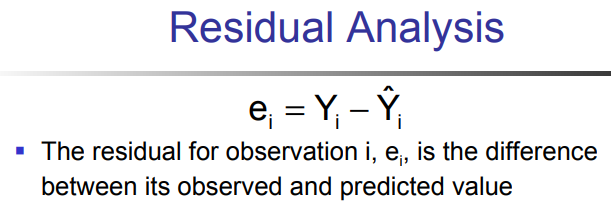 Residual Analysis
eᵢ = Yᵢ – Ŷᵢ
▪ The residual for observation i, eᵢ, is the difference
between its observed and predicted value